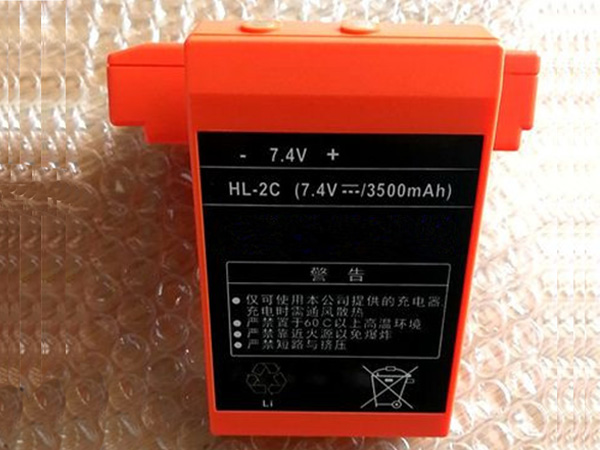 - 7.4V +
HL-2C (7.4V⎓/3500mAh)
警 告
●仅可使用本公司提供的充电器
充电时需通风散热
●严禁置于60C以上高温环境
●严禁靠近火源以免爆炸
●严禁短路与挤压
Li